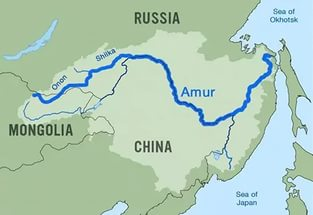 RUSSIA
Sea of
Okhotsk
Shilka
Onon
Amur
MONGOLIA
CHINA
Sea of
Japan